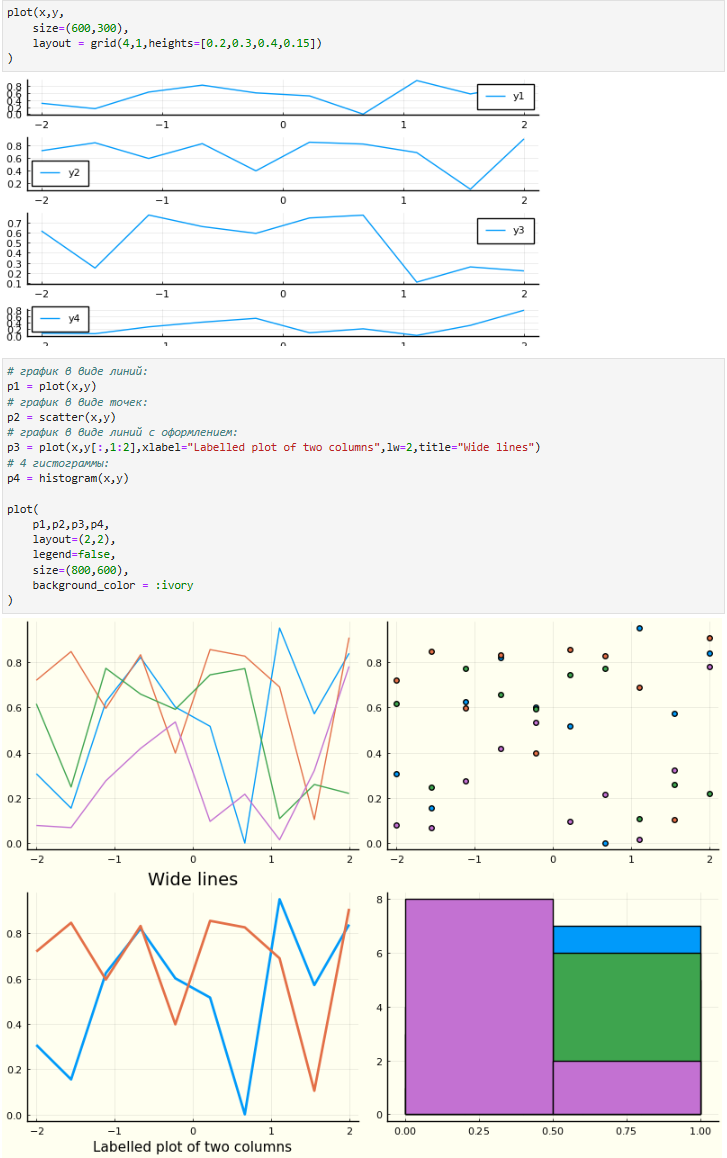 plot(x,y,
    size=(600,300),
    layout = grid(4,1,heights=[0.2,0.3,0.4,0.15])
)
0.8
0.6
0.4
0.2
0.0
y1
−2 −1 0 1 2
0.8
0.6
0.4
0.2
y2
−2 −1 0 1 2
0.7
0.6
0.5
0.4
0.3
0.2
0.1
y3
−2 −1 0 1 2
0.8
0.6
0.4
0.2
0.0
y4
−2 −1 0 1 2
# график в виде линий:
p1 = plot(x,y)
# график в виде точек:
p2 = scatter(x,y)
# график в виде линий с оформлением:
p3 = plot(x,y[:,1:2],xlabel="Labelled plot of two columns",lw=2,title="Wide lines")
# 4 гистограммы:
p4 = histogram(x,y)
plot(
    p1,p2,p3,p4,
    layout=(2,2),
    legend=false,
    size=(800,600),
    background_color = :ivory
)
0.8
0.6
0.4
0.2
0.0
−2 −1 0 1 2
0.8
0.6
0.4
0.2
0.0
−2 −1 0 1 2
Wide lines
0.8
0.6
0.4
0.2
0.0
−2 −1 0 1 2
Labelled plot of two columns
8
6
4
2
0
0.00 0.25 0.50 0.75 1.00